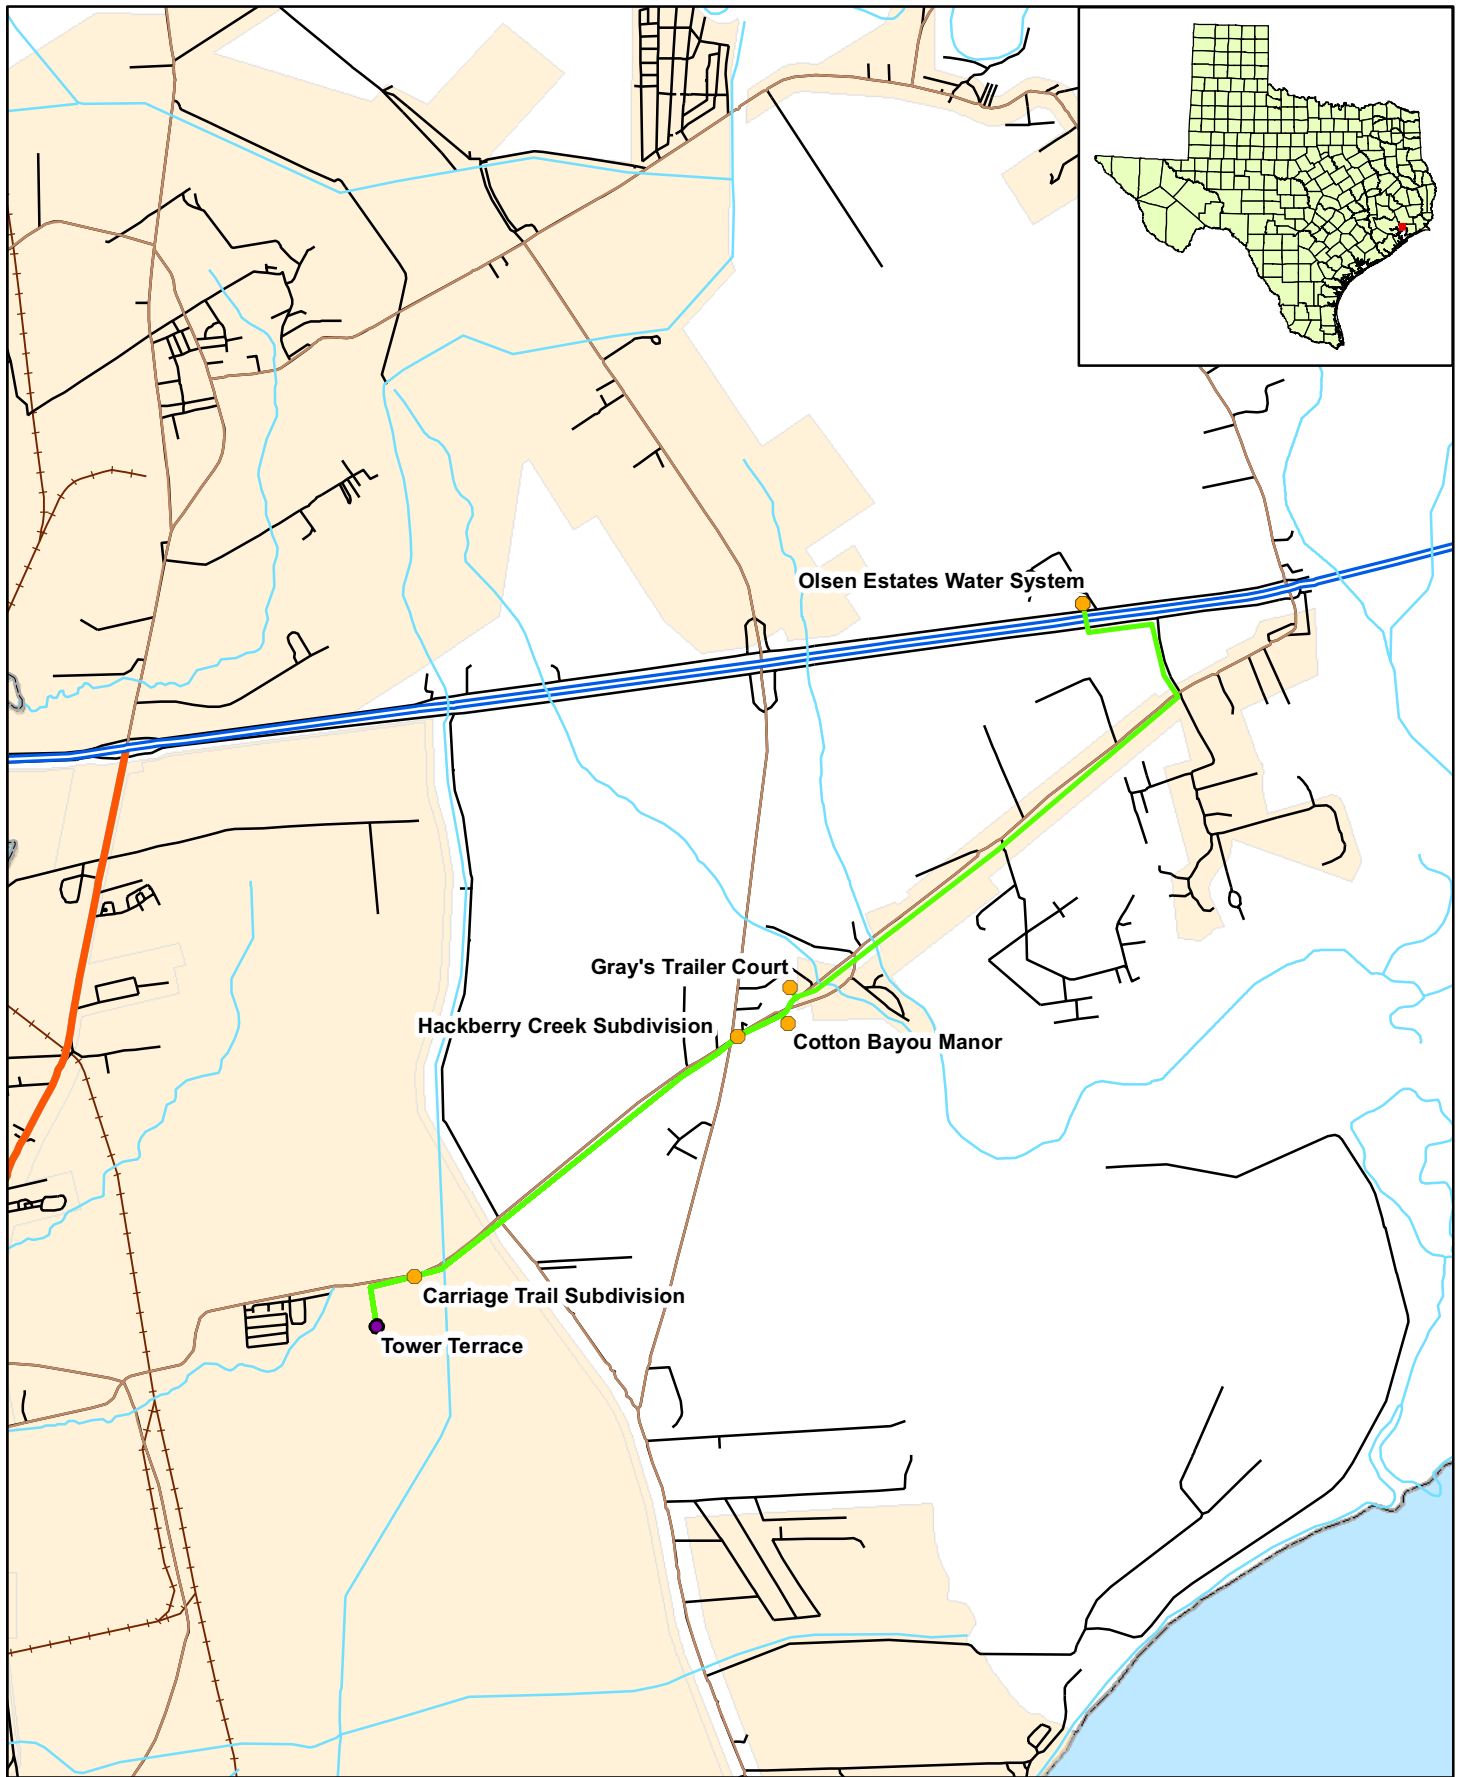 Olsen Estates Water System
Gray's Trailer Court
Hackberry Creek Subdivision
Cotton Bayou Manor
Carriage Trail Subdivision
Tower Terrace